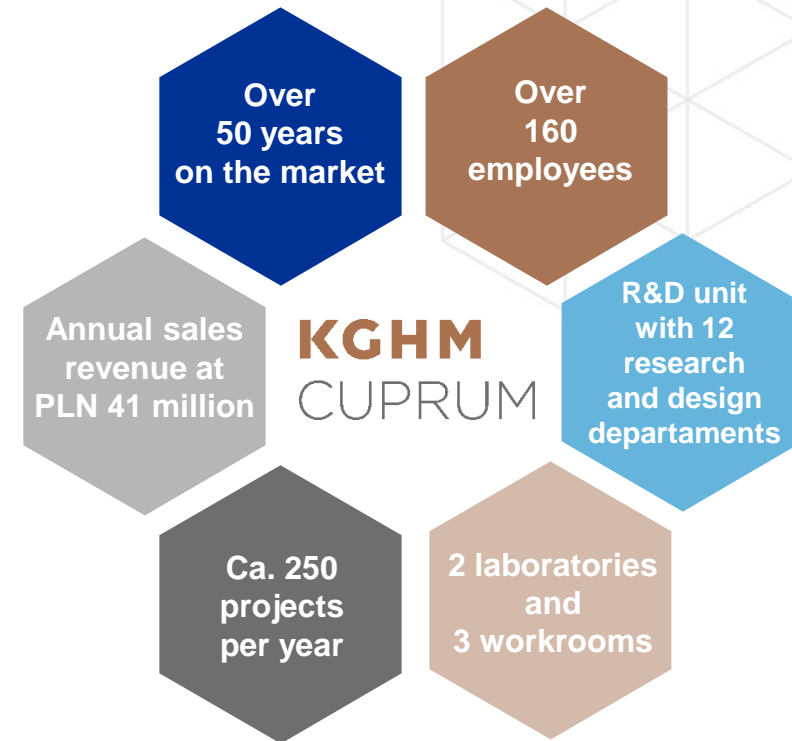 Over
50 years
on the market
Over
160
employees
Annual sales
revenue at
PLN 41 million
KGHM
CUPRUM
R&D unit
with 12
research
and design
departaments
Ca. 250
projects
per year
2 laboratories
and
3 workrooms